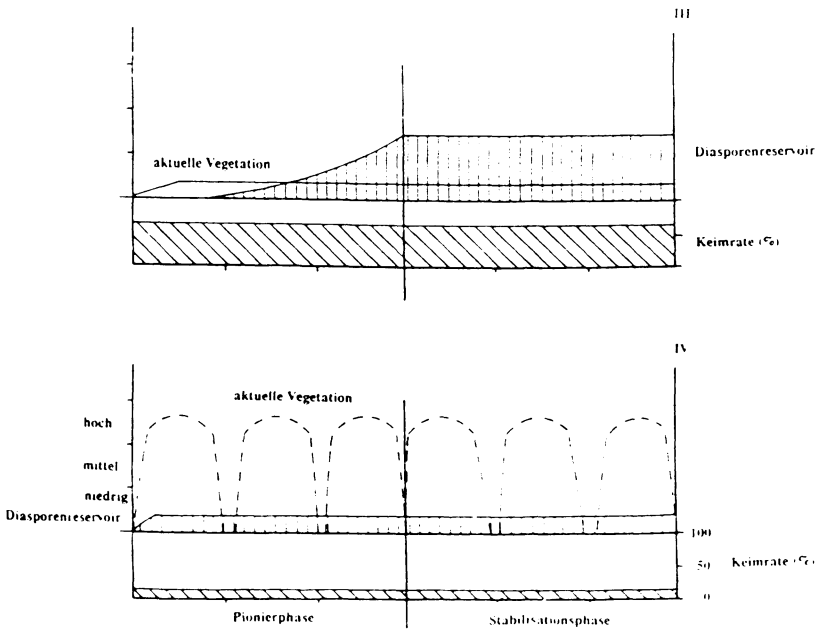 III
aktuelle Vegetation
Diasporenreservoir
Keimrate (%)
IV
aktuelle Vegetation
hoch
mittel
niedrig
Diasporenreservoir
100
50
Keimrate (%)
0
Pionierphase
Stabilisationsphase